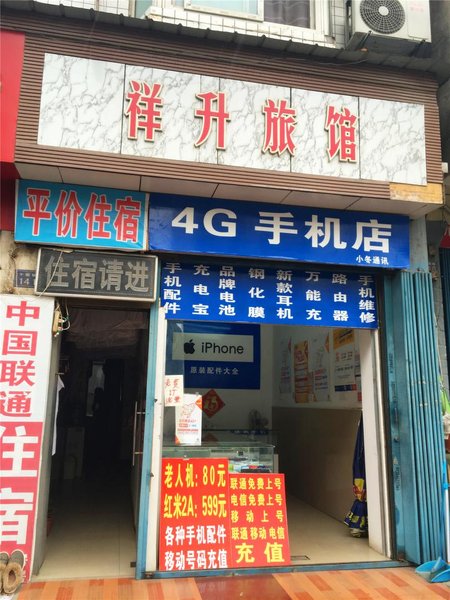 祥升旅馆
平价住宿
4G 手机店
小冬通讯
住宿请进
手机配件
充电宝
品牌电池
钢化膜
新款耳机
万能充
路由器
手机维修
14
iPhone
原装配件大全
中国联通
住宿
老人机：80元
红米2A：599元
各种手机配件
移动号码充值
联通免费上号
电信免费上号
移动上号
联通移动电信
充值